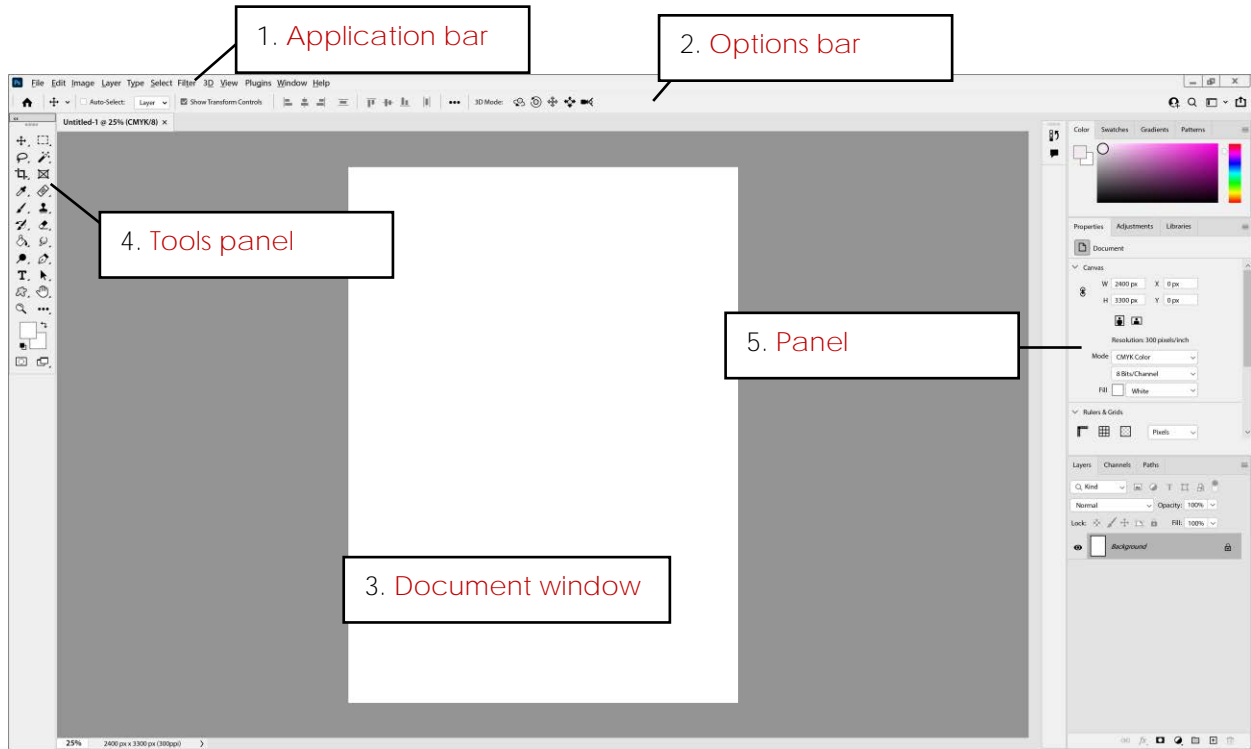 1. Application bar
2. Options bar
Ps File Edit Image Layer Type Select Filter 3D View Plugins Window Help
Auto-Select: Layer Show Transform Controls 3D Mode:
Untitled-1 @ 25% (CMYK/8) ×
Color Swatches Gradients Patterns
4. Tools panel
Properties Adjustments Libraries
Document
Canvas
W 2400 px X 0 px
H 3300 px Y 0 px
Resolution: 300 pixels/inch
5. Panel
Mode CMYK Color
8 Bits/Channel
Fill White
Rulers & Grids
Pixels
Layers Channels Paths
Kind
Normal Opacity: 100%
Lock: Fill: 100%
Background
3. Document window
25% 2400 px x 3300 px (300ppi)